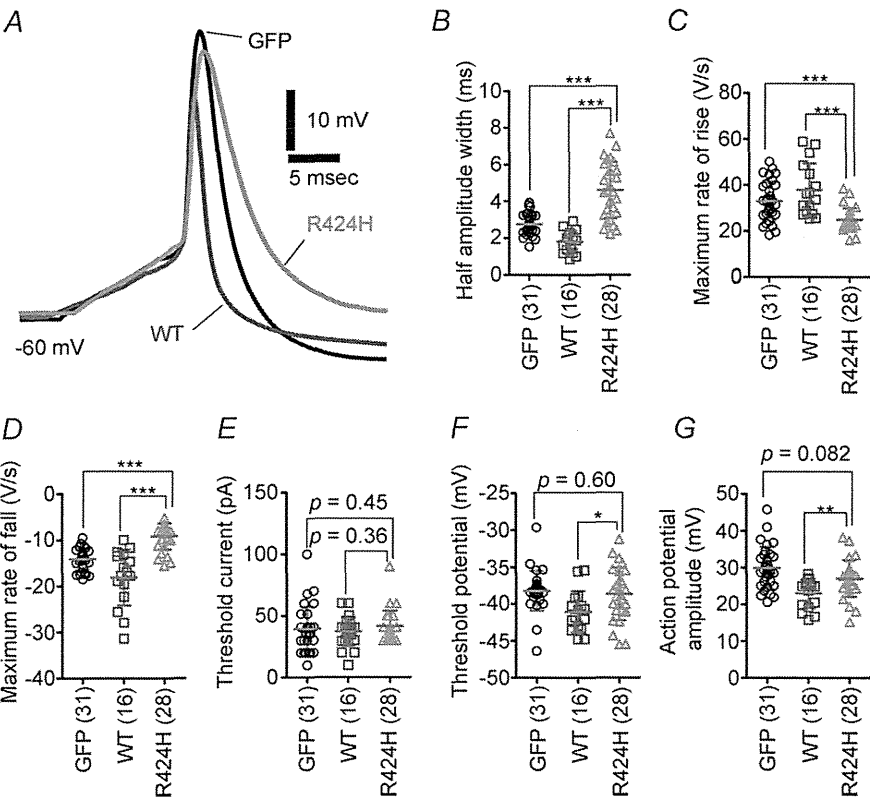 A
GFP
10 mV
5 msec
R424H
WT
-60 mV
B
Half amplitude width (ms)
10
8
6
4
2
0
***
***
GFP (31)
WT (16)
R424H (28)
C
Maximum rate of rise (V/s)
80
60
40
20
0
***
***
GFP (31)
WT (16)
R424H (28)
D
Maximum rate of fall (V/s)
0
-10
-20
-30
-40
***
***
GFP (31)
WT (16)
R424H (28)
E
Threshold current (pA)
150
100
50
0
p = 0.45
p = 0.36
GFP (31)
WT (16)
R424H (28)
F
Threshold potential (mV)
-25
-30
-35
-40
-45
-50
p = 0.60
*
GFP (31)
WT (16)
R424H (28)
G
Action potential
amplitude (mV)
50
40
30
20
10
0
p = 0.082
**
GFP (31)
WT (16)
R424H (28)